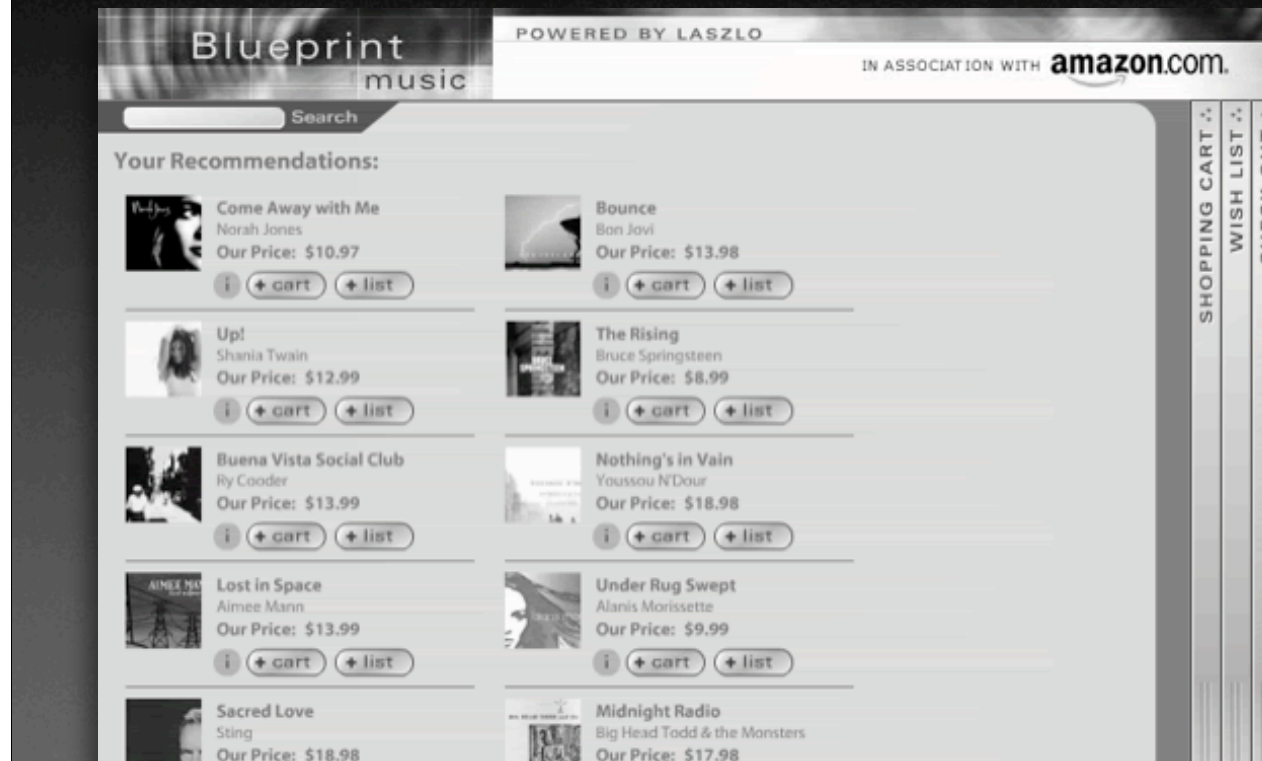 Blueprint
music
POWERED BY LASZLO
IN ASSOCIATION WITH amazon.com.
Search
Your Recommendations:
Come Away with Me
Norah Jones
Our Price: $10.97
i + cart + list
Bounce
Bon Jovi
Our Price: $13.98
i + cart + list
Up!
Shania Twain
Our Price: $12.99
i + cart + list
The Rising
Bruce Springsteen
Our Price: $8.99
i + cart + list
Buena Vista Social Club
Ry Cooder
Our Price: $13.99
i + cart + list
Nothing's in Vain
Youssou N'Dour
Our Price: $18.98
i + cart + list
Lost in Space
Aimee Mann
Our Price: $13.99
i + cart + list
Under Rug Swept
Alanis Morissette
Our Price: $9.99
i + cart + list
Sacred Love
Sting
Our Price: $18.98
Midnight Radio
Big Head Todd & the Monsters
Our Price: $17.98
SHOPPING CART
WISH LIST